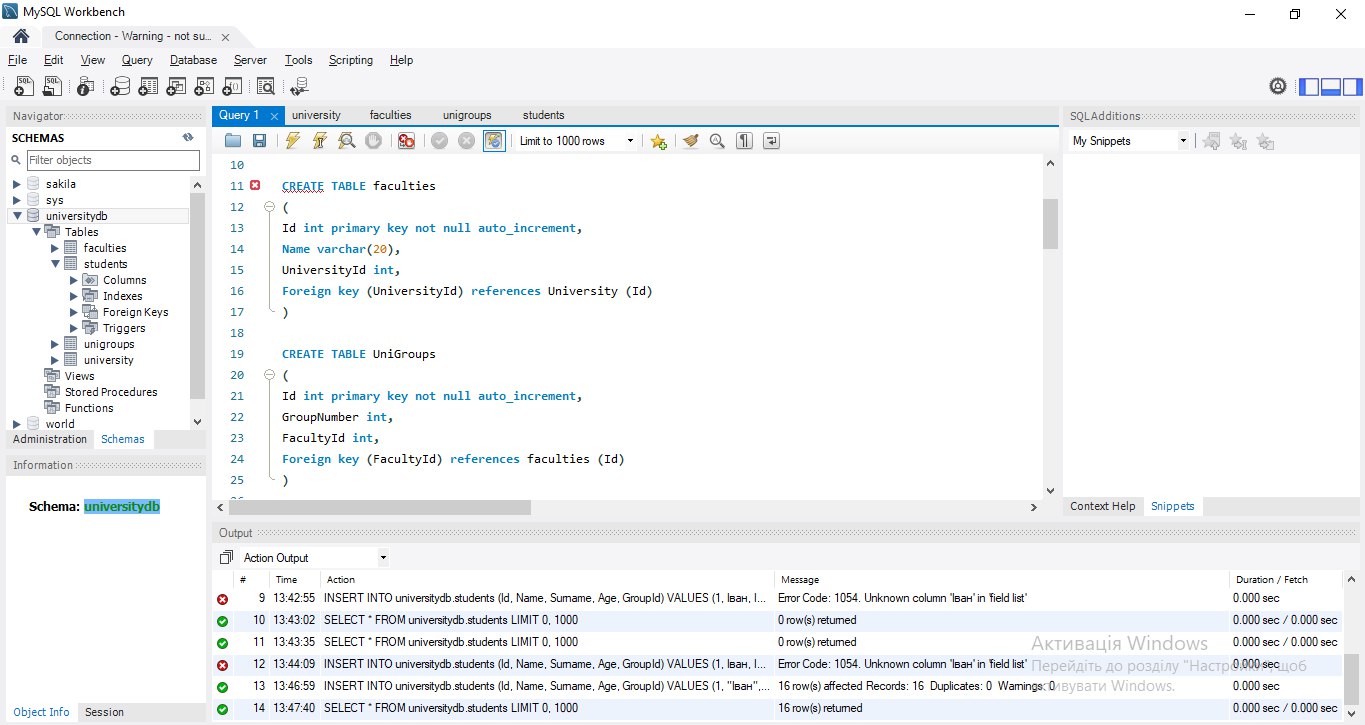 MySQL Workbench
Connection - Warning - not su...
File Edit View Query Database Server Tools Scripting Help
Navigator
SCHEMAS
Filter objects
sakila
sys
universitydb
Tables
faculties
students
Columns
Indexes
Foreign Keys
Triggers
unigroups
university
Views
Stored Procedures
Functions
world
Administration Schemas
Information
Schema: universitydb
Object Info Session
Query 1 university faculties unigroups students
Limit to 1000 rows
10
11 CREATE TABLE faculties
12 (
13 Id int primary key not null auto_increment,
14 Name varchar(20),
15 UniversityId int,
16 Foreign key (UniversityId) references University (Id)
17 )
18
19 CREATE TABLE UniGroups
20 (
21 Id int primary key not null auto_increment,
22 GroupNumber int,
23 FacultyId int,
24 Foreign key (FacultyId) references faculties (Id)
25 )
SQLAdditions
My Snippets
Context Help Snippets
Output
Action Output
# Time Action Message Duration / Fetch
9 13:42:55 INSERT INTO universitydb.students (Id, Name, Surname, Age, GroupId) VALUES (1, Іван, І... Error Code: 1054. Unknown column 'Іван' in 'field list' 0.000 sec
10 13:43:02 SELECT * FROM universitydb.students LIMIT 0, 1000 0 row(s) returned 0.000 sec / 0.000 sec
11 13:43:35 SELECT * FROM universitydb.students LIMIT 0, 1000 0 row(s) returned 0.000 sec / 0.000 sec
12 13:44:09 INSERT INTO universitydb.students (Id, Name, Surname, Age, GroupId) VALUES (1, Іван, І... Error Code: 1054. Unknown column 'Іван' in 'field list' 0.000 sec
13 13:46:59 INSERT INTO universitydb.students (Id, Name, Surname, Age, GroupId) VALUES (1, "Іван",... 16 row(s) affected Records: 16 Duplicates: 0 Warnings: 0 0.000 sec
14 13:47:40 SELECT * FROM universitydb.students LIMIT 0, 1000 16 row(s) returned 0.000 sec / 0.000 sec
Активація Windows
Перейдіть до розділу "Настройки", щоб
активувати Windows.